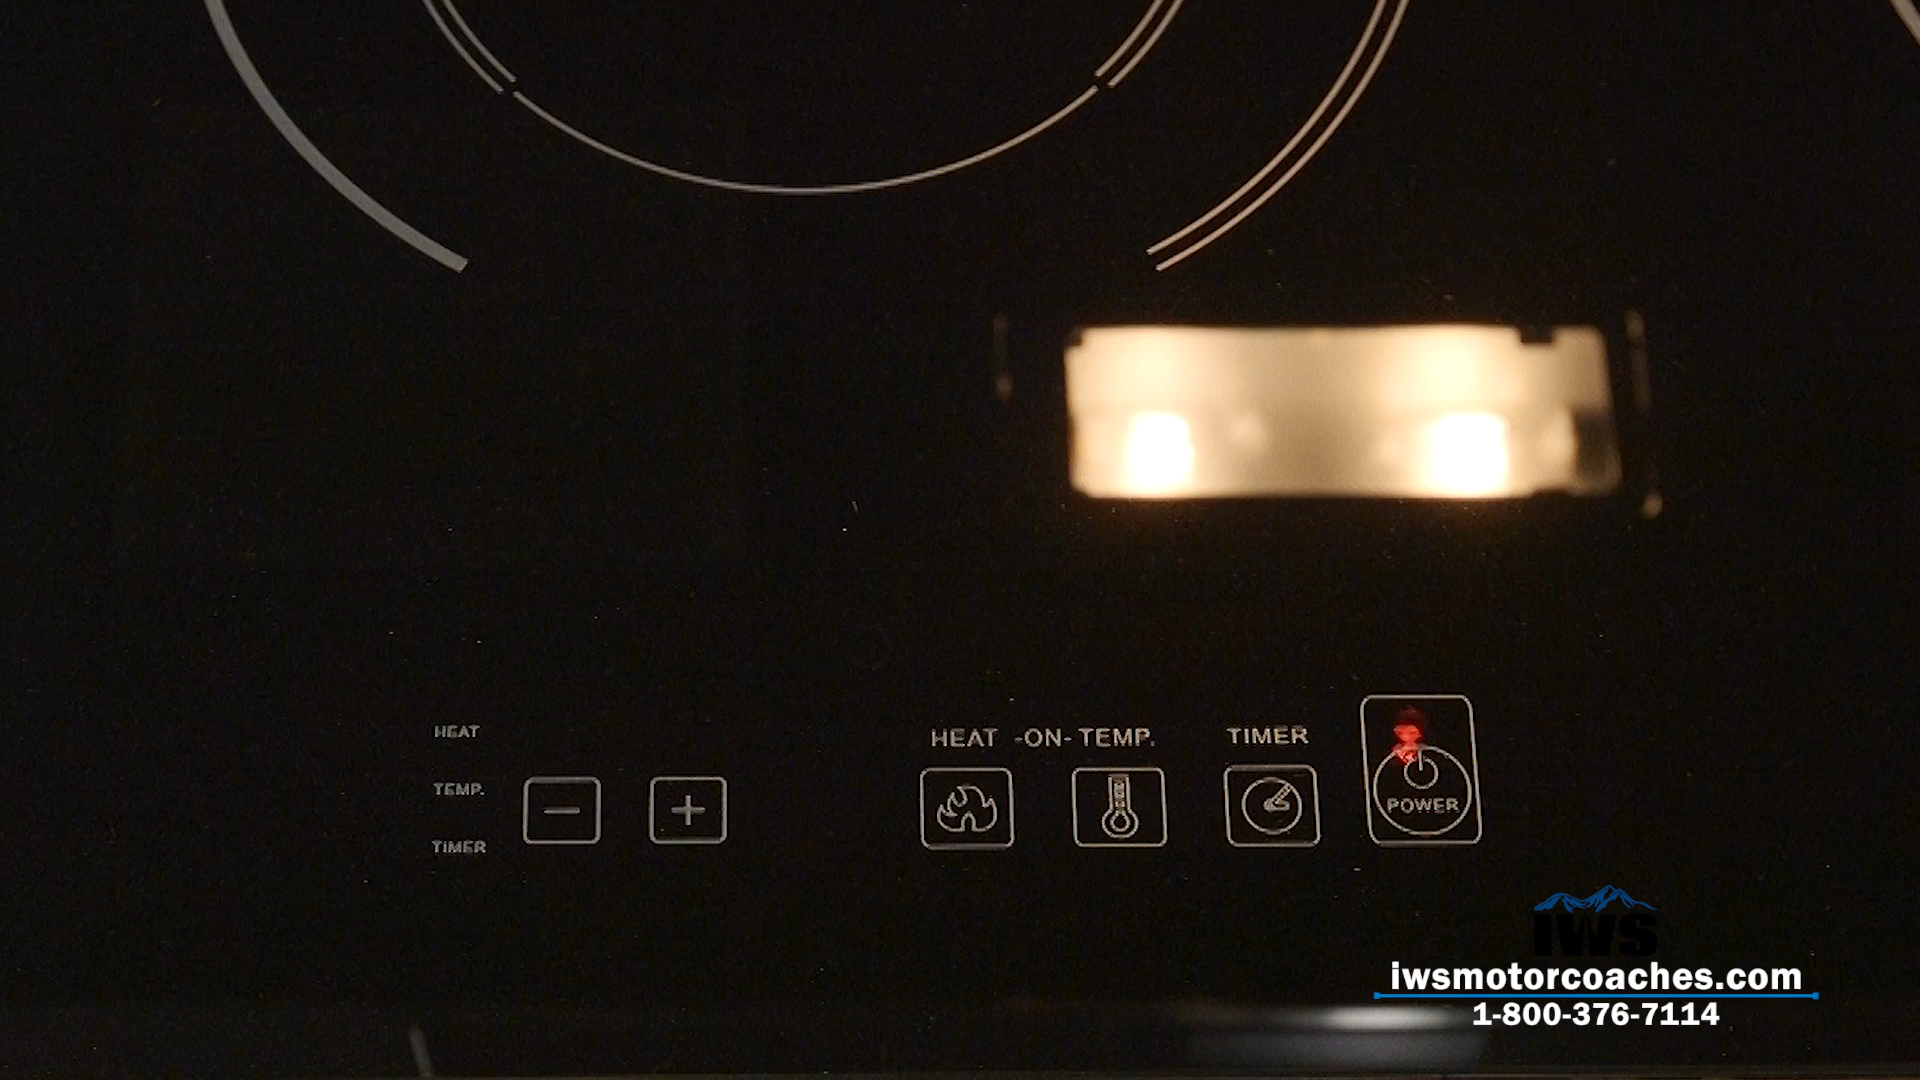 HEAT
TEMP.
TIMER
HEAT -ON- TEMP.
TIMER
POWER
IWS
iwsmotorcoaches.com
1-800-376-7114